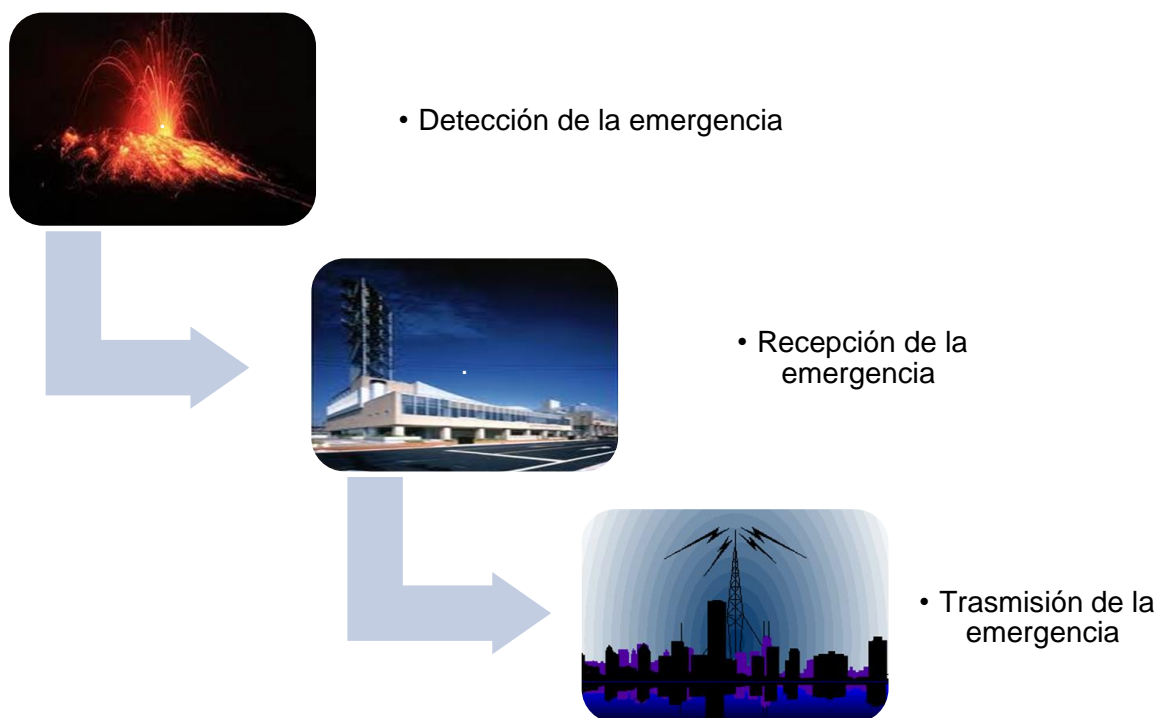 • Detección de la emergencia
• Recepción de la
emergencia
• Trasmisión de la
emergencia